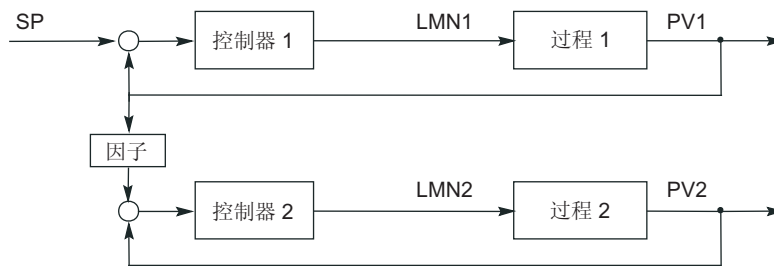 SP
控制器 1
LMN1
过程 1
PV1
因子
控制器 2
LMN2
过程 2
PV2